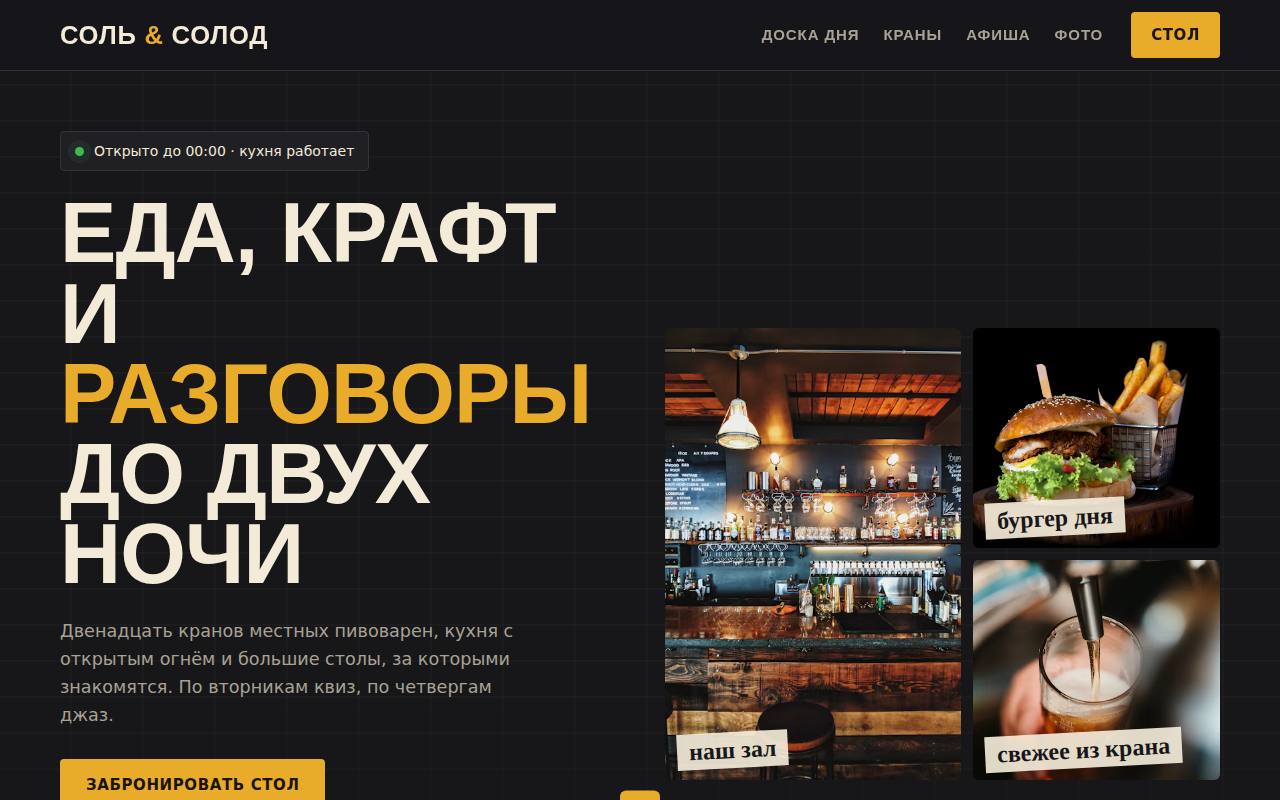 СОЛЬ & СОЛОД
ДОСКА ДНЯ
КРАНЫ
АФИША
ФОТО
СТОЛ
Открыто до 00:00 · кухня работает
ЕДА, КРАФТ
И
РАЗГОВОРЫ
ДО ДВУХ
НОЧИ
Двенадцать кранов местных пивоварен, кухня с
открытым огнём и большие столы, за которыми
знакомятся. По вторникам квиз, по четвергам
джаз.
ЗАБРОНИРОВАТЬ СТОЛ
наш зал
бургер дня
свежее из крана